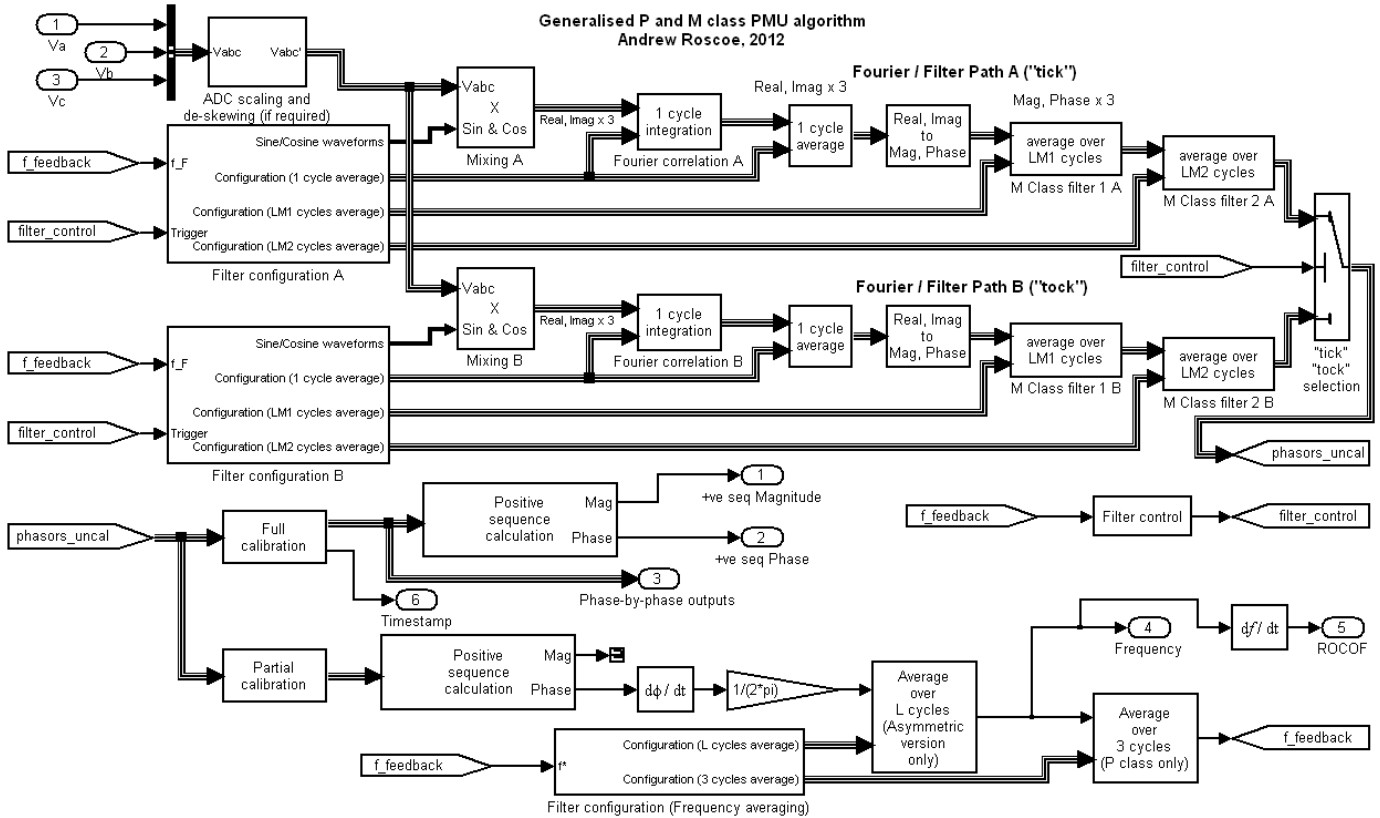 Generalised P and M class PMU algorithm
Andrew Roscoe, 2012
1
Va
2
Vb
3
Vc
Vabc
Vabc'
ADC scaling and
de-skewing (if required)
Vabc
X
Sin & Cos
Mixing A
Real, Imag x 3
1 cycle
integration
Fourier correlation A
Fourier / Filter Path A ("tick")
Real, Imag x 3
1 cycle
average
Real, Imag
to
Mag, Phase
Mag, Phase x 3
average over
LM1 cycles
M Class filter 1 A
average over
LM2 cycles
M Class filter 2 A
f_feedback
filter_control
f_F
Trigger
Sine/Cosine waveforms
Configuration (1 cycle average)
Configuration (LM1 cycles average)
Configuration (LM2 cycles average)
Filter configuration A
filter_control
Vabc
X
Sin & Cos
Mixing B
Real, Imag x 3
1 cycle
integration
Fourier correlation B
Fourier / Filter Path B ("tock")
1 cycle
average
Real, Imag
to
Mag, Phase
average over
LM1 cycles
M Class filter 1 B
average over
LM2 cycles
M Class filter 2 B
"tick"
"tock"
selection
f_feedback
filter_control
f_F
Trigger
Sine/Cosine waveforms
Configuration (1 cycle average)
Configuration (LM1 cycles average)
Configuration (LM2 cycles average)
Filter configuration B
phasors_uncal
phasors_uncal
Full
calibration
Positive
sequence
calculation
Mag
Phase
1
+ve seq Magnitude
2
+ve seq Phase
3
Phase-by-phase outputs
6
Timestamp
f_feedback
Filter control
filter_control
Partial
calibration
Positive
sequence
calculation
Mag
Phase
dϕ / dt
1/(2*pi)
Average
over
L cycles
(Asymmetric
version
only)
4
Frequency
df / dt
5
ROCOF
Average
over
3 cycles
(P class only)
f_feedback
f_feedback
f*
Configuration (L cycles average)
Configuration (3 cycles average)
Filter configuration (Frequency averaging)